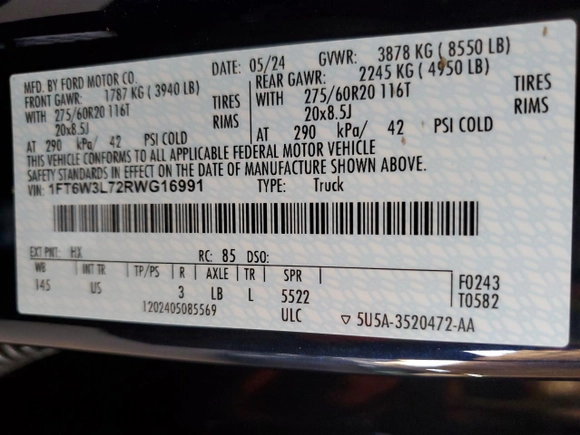 DATE: 05/24 GVWR: 3878 KG ( 8550 LB)
MFD. BY FORD MOTOR CO.
FRONT GAWR: 1787 KG ( 3940 LB) REAR GAWR: 2245 KG ( 4950 LB)
WITH 275/60R20 116T TIRES WITH 275/60R20 116T TIRES
20x8.5J RIMS 20x8.5J RIMS
AT 290 kPa/ 42 PSI COLD AT 290 kPa/ 42 PSI COLD
THIS VEHICLE CONFORMS TO ALL APPLICABLE FEDERAL MOTOR VEHICLE
SAFETY STANDARDS IN EFFECT ON THE DATE OF MANUFACTURE SHOWN ABOVE.
VIN: 1FT6W3L72RWG16991 TYPE: Truck
EXT PNT: HX RC: 85 DSO:
WB INT TR TP/PS R AXLE TR SPR F0243
145 US 3 LB L 5522 T0582
1202405085569 ULC ▽ 5U5A-3520472-AA